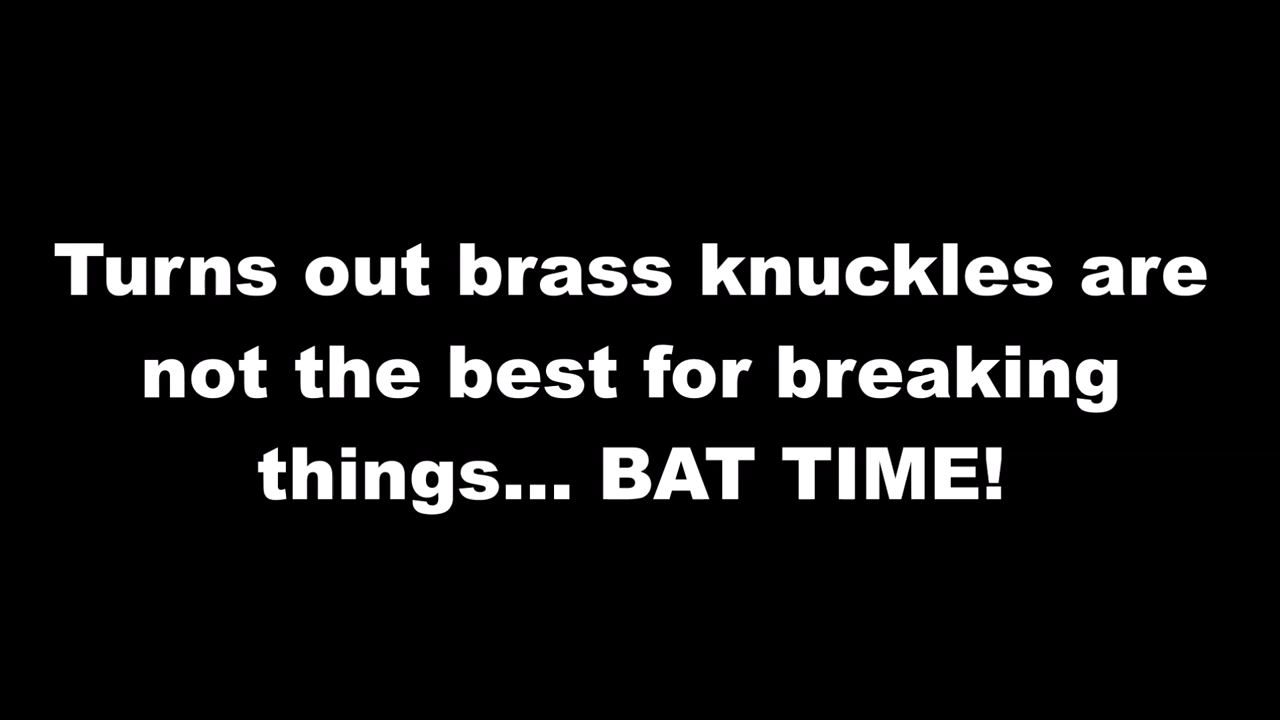 Turns out brass knuckles are
not the best for breaking
things... BAT TIME!